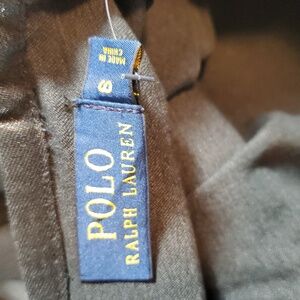 POLO
RALPH LAUREN
8
MADE IN
CHINA